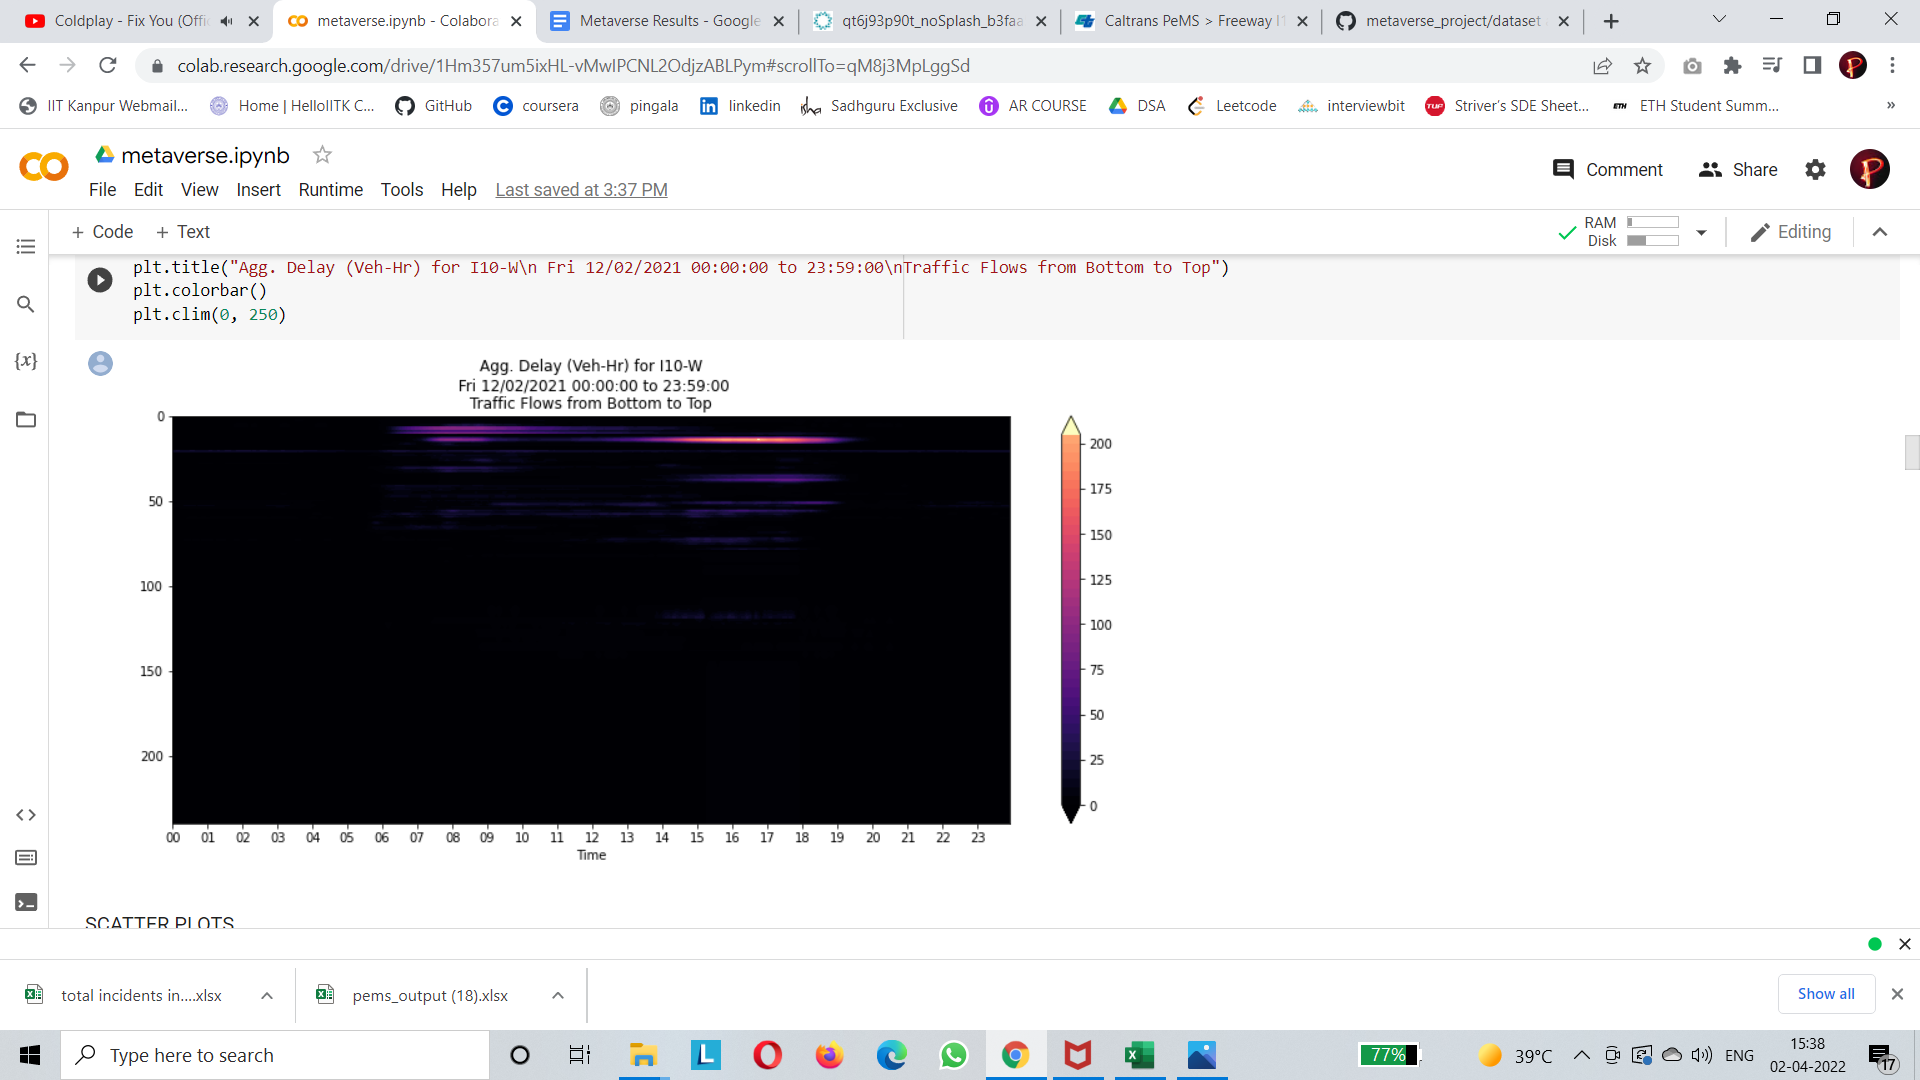 Coldplay - Fix You (Offi
metaverse.ipynb - Colabora
Metaverse Results - Google
qt6j93p90t_noSplash_b3faa
Caltrans PeMS > Freeway I1
metaverse_project/dataset
colab.research.google.com/drive/1Hm357um5ixHL-vMwIPCNL2OdjzABLPym#scrollTo=qM8j3MpLggSd
IIT Kanpur Webmail...
Home | HelloIITK C...
GitHub
coursera
pingala
linkedin
Sadhguru Exclusive
AR COURSE
DSA
Leetcode
interviewbit
TUF
Striver's SDE Sheet...
ETH
ETH Student Summ...
»
metaverse.ipynb
Comment
Share
File Edit View Insert Runtime Tools Help Last saved at 3:37 PM
+ Code + Text
RAM
Disk
Editing
{x}
plt.title("Agg. Delay (Veh-Hr) for I10-W\n Fri 12/02/2021 00:00:00 to 23:59:00\nTraffic Flows from Bottom to Top")
plt.colorbar()
plt.clim(0, 250)
Agg. Delay (Veh-Hr) for I10-W
Fri 12/02/2021 00:00:00 to 23:59:00
Traffic Flows from Bottom to Top
0
50
100
150
200
00 01 02 03 04 05 06 07 08 09 10 11 12 13 14 15 16 17 18 19 20 21 22 23
Time
200
175
150
125
100
75
50
25
0
SCATTER PLOTS
total incidents in....xlsx
pems_output (18).xlsx
Show all
Type here to search
77%
39°C
ENG
15:38
02-04-2022
17